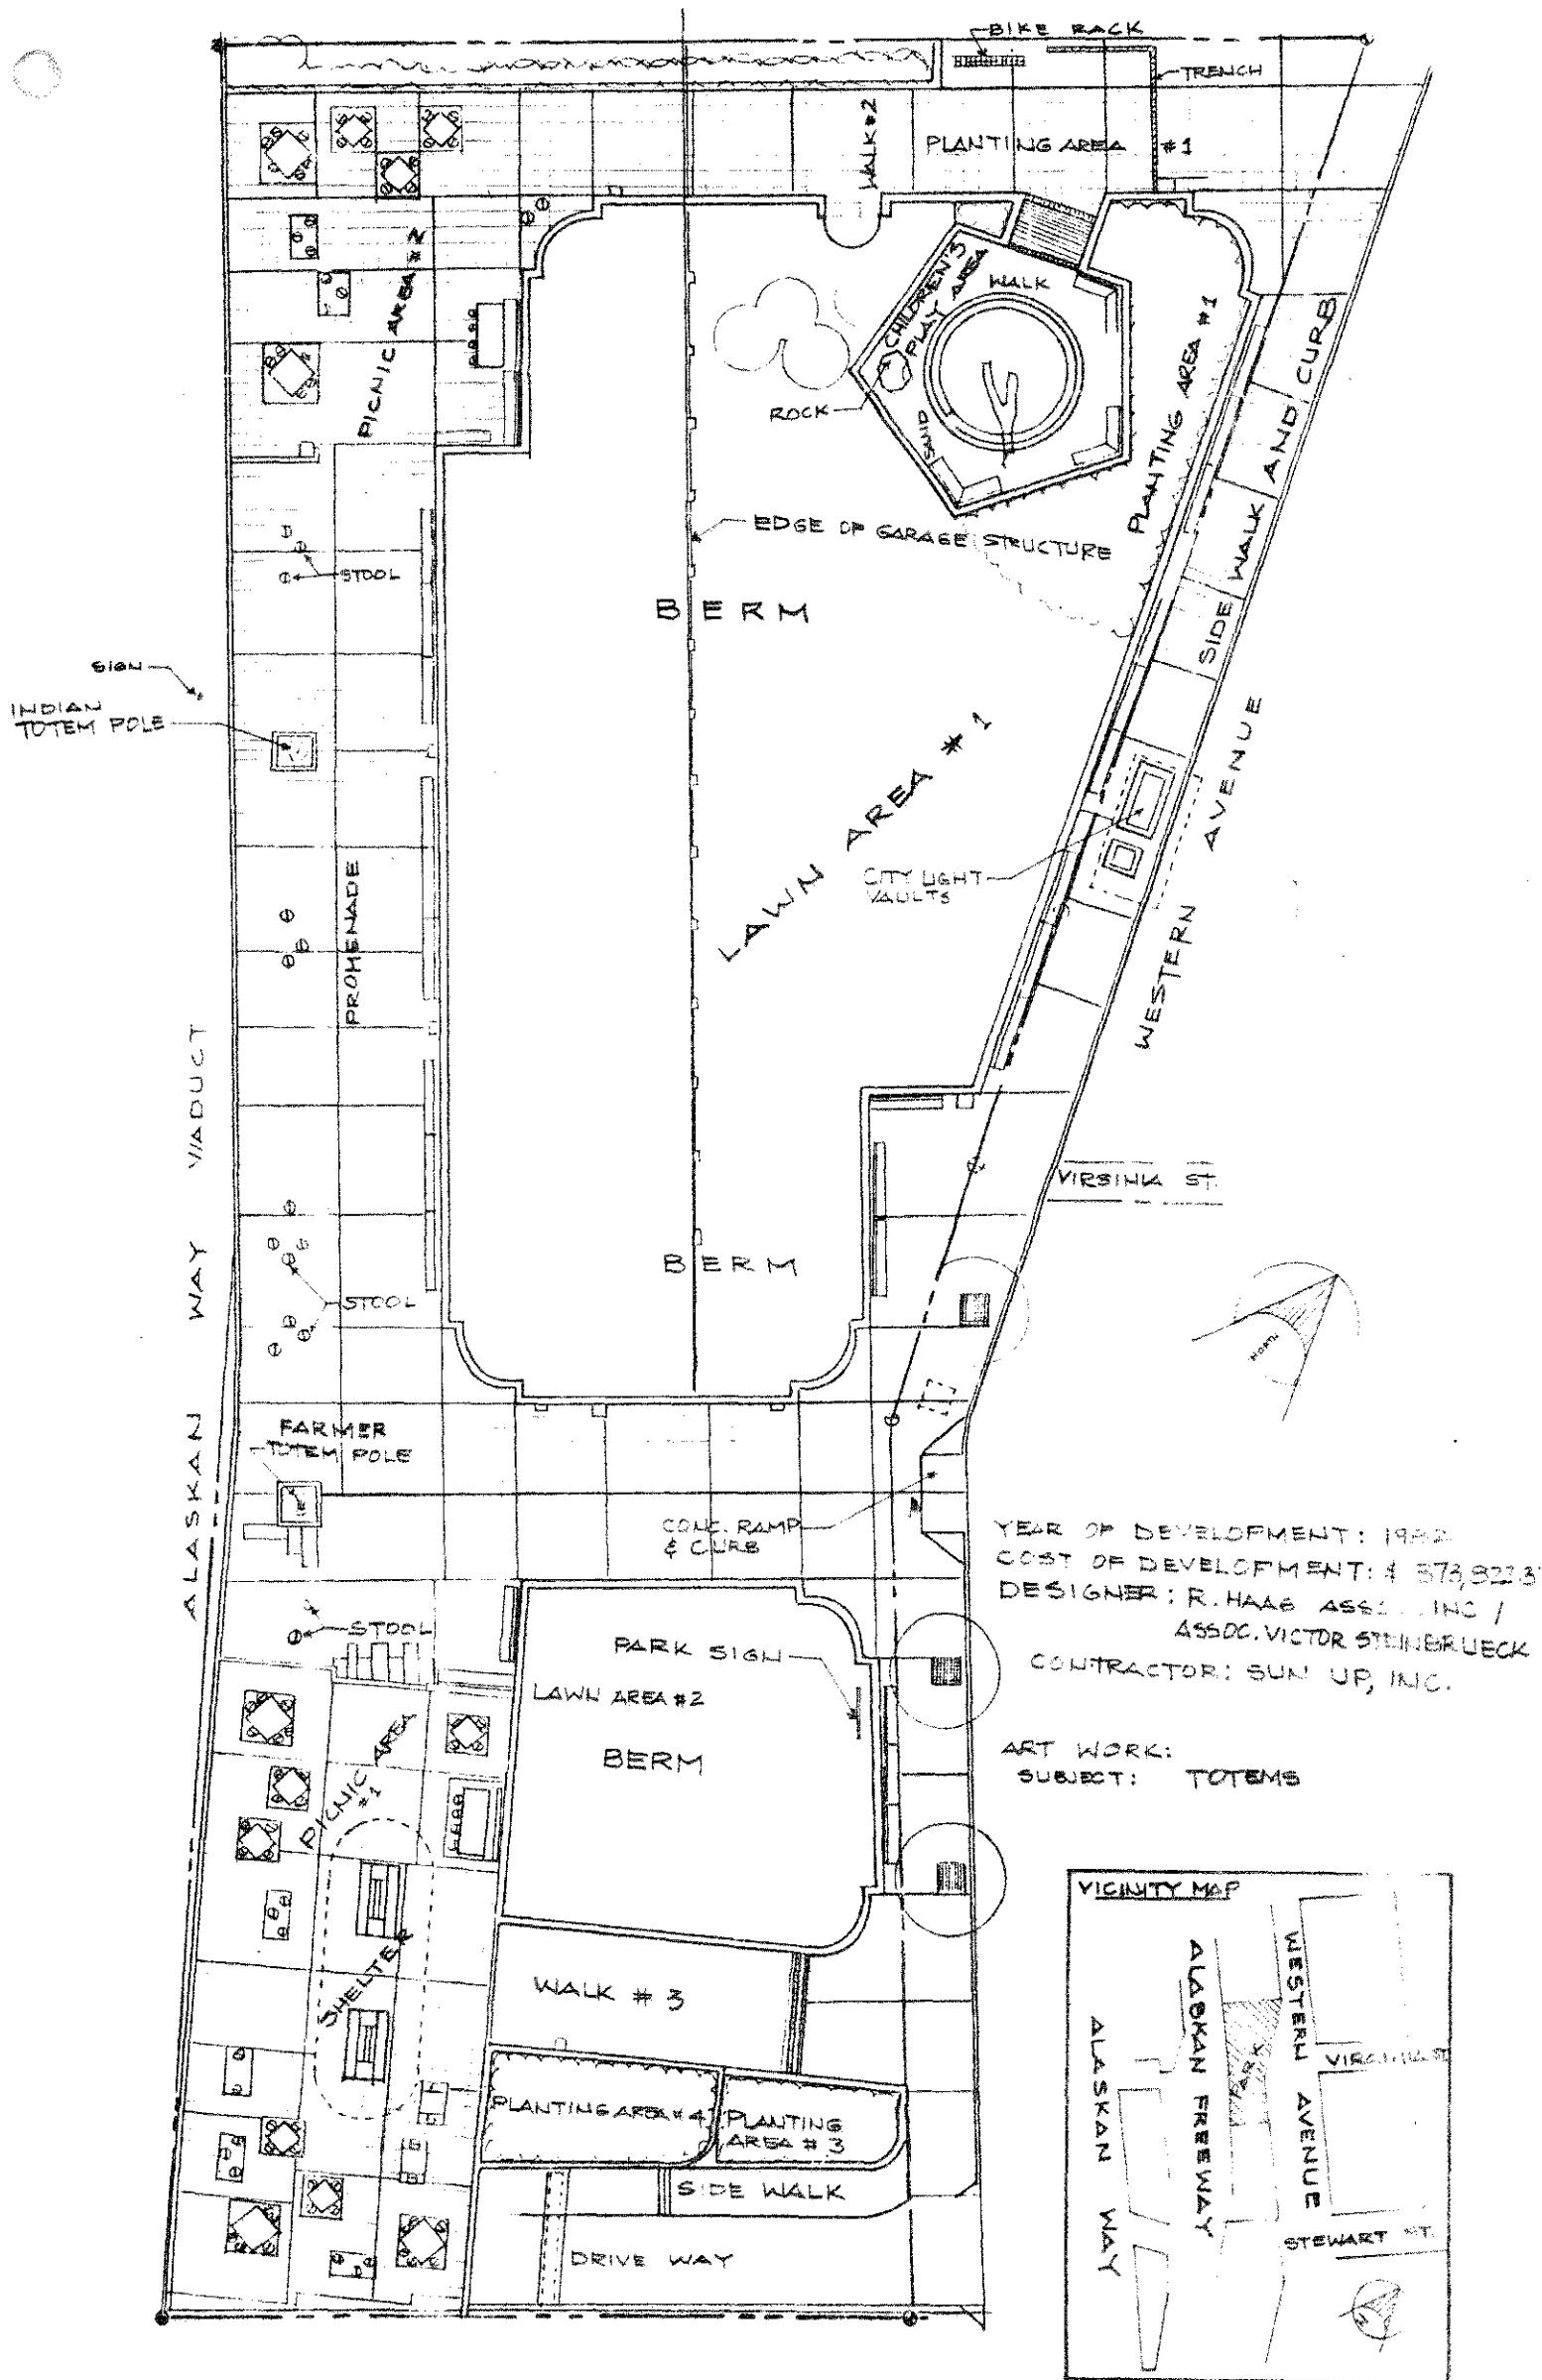 BIKE RACK
TRENCH
WALK #2
PLANTING AREA #1
PICNIC AREA #2
CHILDREN'S
PLAY AREA
WALK
ROCK
SAND
PLANTING AREA #1
SIDE WALK AND CURB
EDGE OF GARAGE STRUCTURE
STOOL
BERM
SIGN
INDIAN
TOTEM POLE
LAWN AREA #1
CITY LIGHT
VAULTS
WESTERN AVENUE
PROMENADE
ALASKAN WAY VIADUCT
VIRGINIA ST.
BERM
STOOL
NORTH
FARMER
TOTEM POLE
CONC. RAMP
& CURB
YEAR OF DEVELOPMENT:
COST OF DEVELOPMENT: $
DESIGNER: R. HAAG INC /
ASSOC. VICTOR STEINBRUECK
CONTRACTOR: SUN UP, INC.
STOOL
PARK SIGN
LAWN AREA #2
BERM
ART WORK:
SUBJECT: TOTEMS
PICNIC AREA
#1
SHELTER
WALK #3
PLANTING AREA #4
PLANTING
AREA #3
SIDE WALK
DRIVE WAY
VICINITY MAP
ALASKAN WAY
ALASKAN FREEWAY
WESTERN AVENUE
PARK
VIRGINIA ST
STEWART ST.